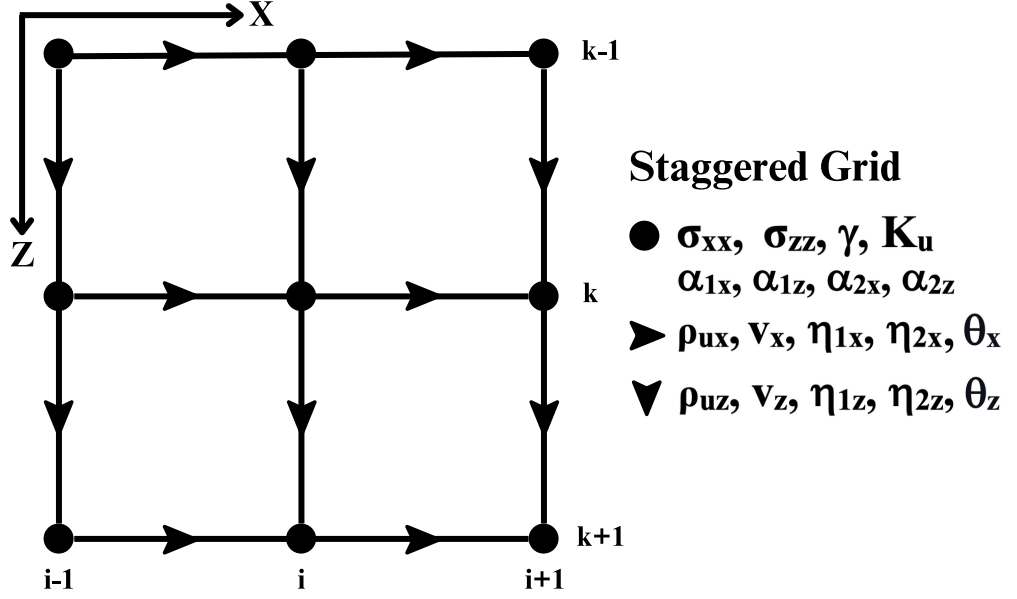 X
k-1
Staggered Grid
Z
σxx, σzz, γ, Ku
k
α1x, α1z, α2x, α2z
ρux, vx, η1x, η2x, θx
ρuz, vz, η1z, η2z, θz
k+1
i-1 i i+1